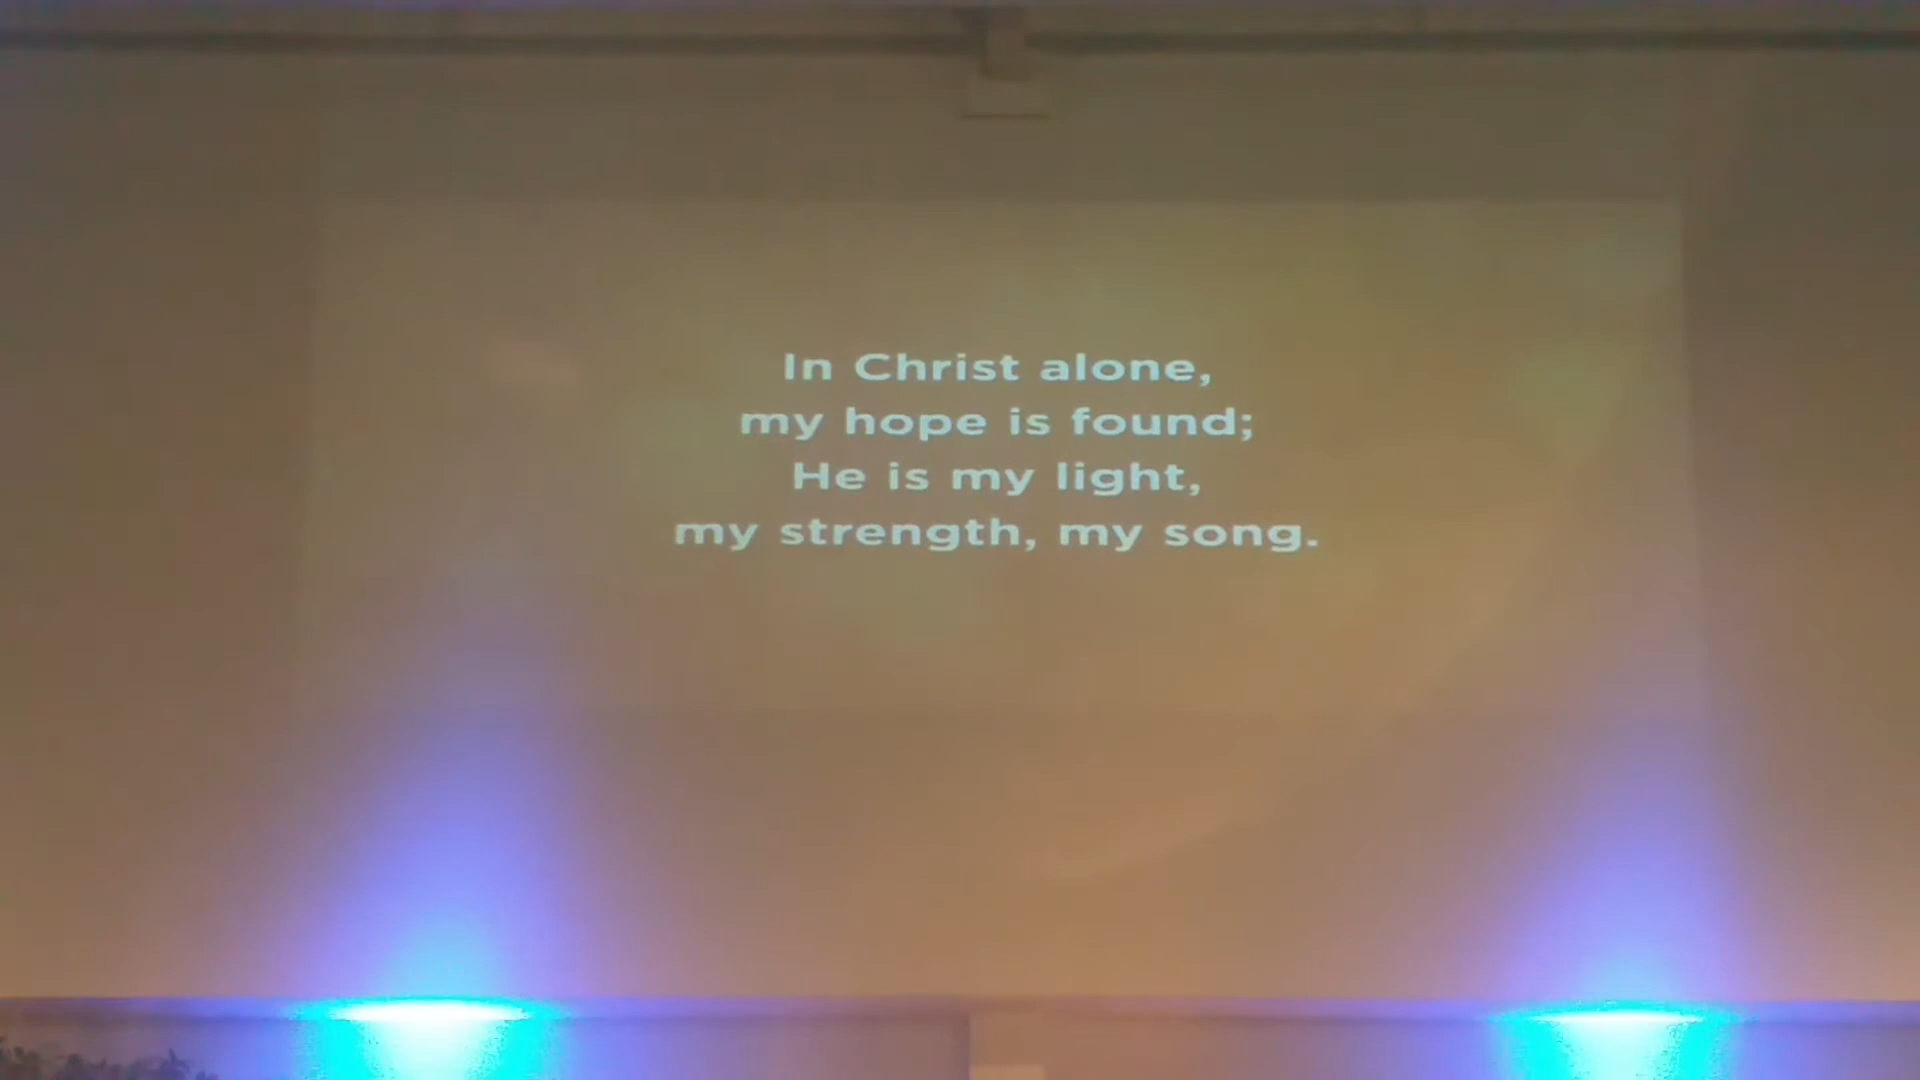 In Christ alone,
my hope is found;
He is my light,
my strength, my song.